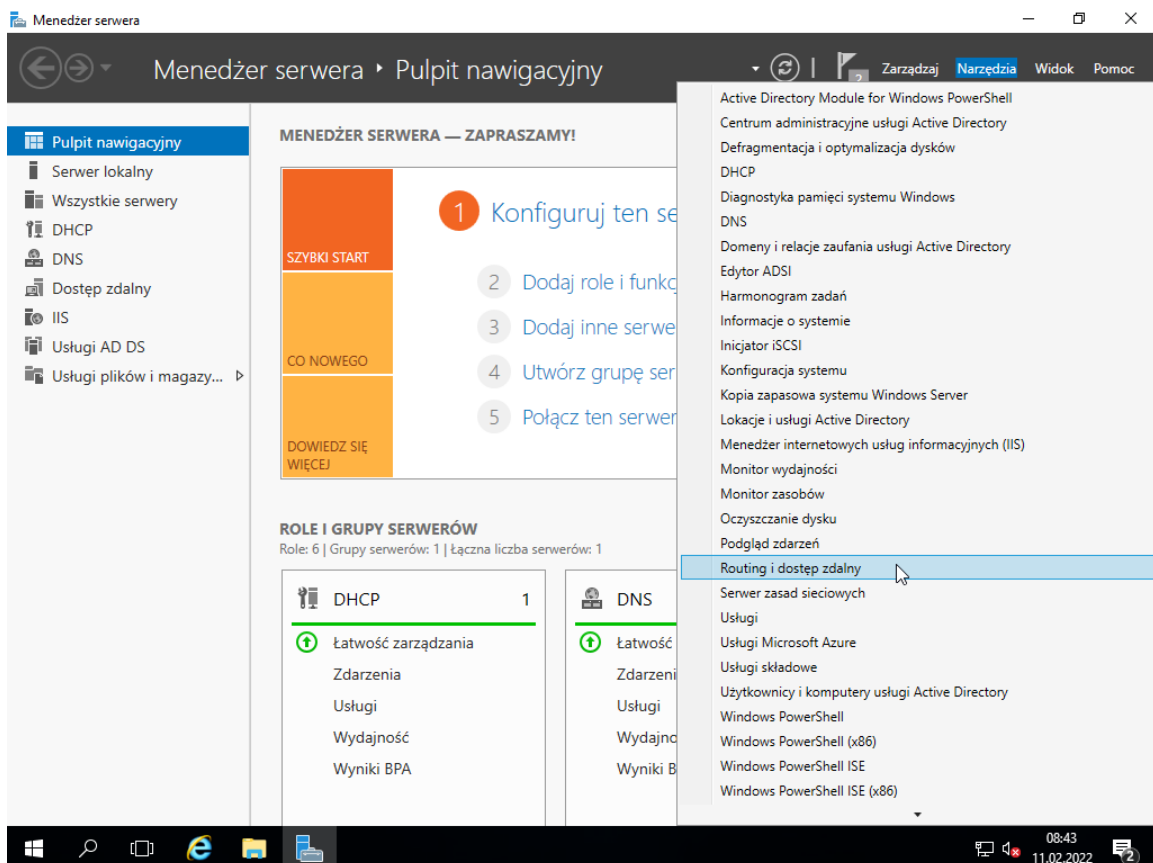 Menedżer serwera
Menedżer serwera
Pulpit nawigacyjny
2
Zarządzaj
Narzędzia
Widok
Pomoc
Pulpit nawigacyjny
Serwer lokalny
Wszystkie serwery
DHCP
DNS
Dostęp zdalny
IIS
Usługi AD DS
Usługi plików i magazy...
MENEDŻER SERWERA — ZAPRASZAMY!
SZYBKI START
CO NOWEGO
DOWIEDZ SIĘ
WIĘCEJ
1 Konfiguruj ten se
2 Dodaj role i funkc
3 Dodaj inne serwe
4 Utwórz grupę ser
5 Połącz ten serwer
ROLE I GRUPY SERWERÓW
Role: 6 | Grupy serwerów: 1 | Łączna liczba serwerów: 1
DHCP 1
Łatwość zarządzania
Zdarzenia
Usługi
Wydajność
Wyniki BPA
DNS
Łatwość
Zdarzeni
Usługi
Wydajno
Wyniki B
Active Directory Module for Windows PowerShell
Centrum administracyjne usługi Active Directory
Defragmentacja i optymalizacja dysków
DHCP
Diagnostyka pamięci systemu Windows
DNS
Domeny i relacje zaufania usługi Active Directory
Edytor ADSI
Harmonogram zadań
Informacje o systemie
Inicjator iSCSI
Konfiguracja systemu
Kopia zapasowa systemu Windows Server
Lokacje i usługi Active Directory
Menedżer internetowych usług informacyjnych (IIS)
Monitor wydajności
Monitor zasobów
Oczyszczanie dysku
Podgląd zdarzeń
Routing i dostęp zdalny
Serwer zasad sieciowych
Usługi
Usługi Microsoft Azure
Usługi składowe
Użytkownicy i komputery usługi Active Directory
Windows PowerShell
Windows PowerShell (x86)
Windows PowerShell ISE
Windows PowerShell ISE (x86)
08:43
11.02.2022
2